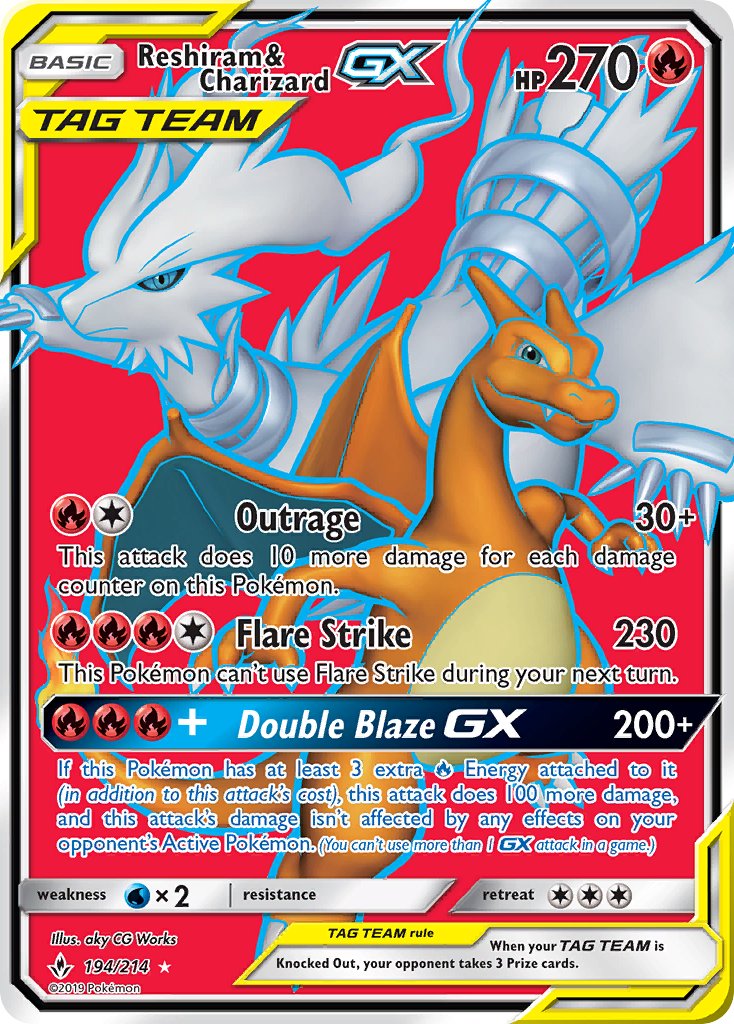 BASIC
Reshiram&
Charizard GX
HP270
TAG TEAM
Outrage 30+
This attack does 10 more damage for each damage
counter on this Pokémon.
Flare Strike 230
This Pokémon can't use Flare Strike during your next turn.
+ Double Blaze GX 200+
If this Pokémon has at least 3 extra Energy attached to it
(in addition to this attack's cost), this attack does 100 more damage,
and this attack's damage isn't affected by any effects on your
opponent's Active Pokémon. (You can't use more than 1 GX attack in a game.)
weakness ×2 resistance retreat
Illus. aky CG Works
194/214
©2019 Pokémon
TAG TEAM rule
When your TAG TEAM is
Knocked Out, your opponent takes 3 Prize cards.